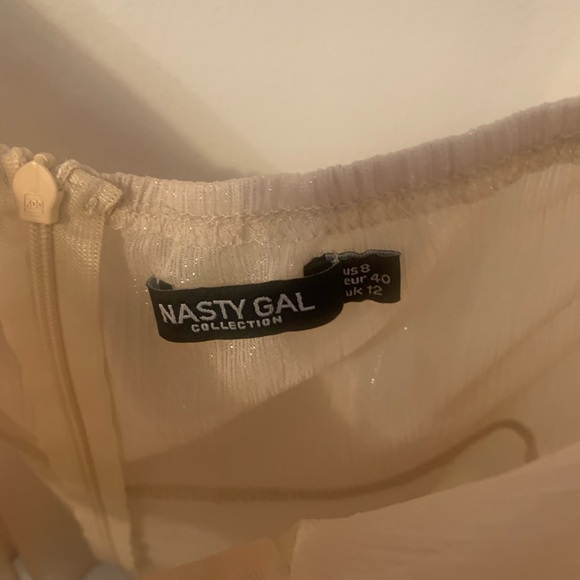 NASTY GAL
COLLECTION
us 8
eur 40
uk 12